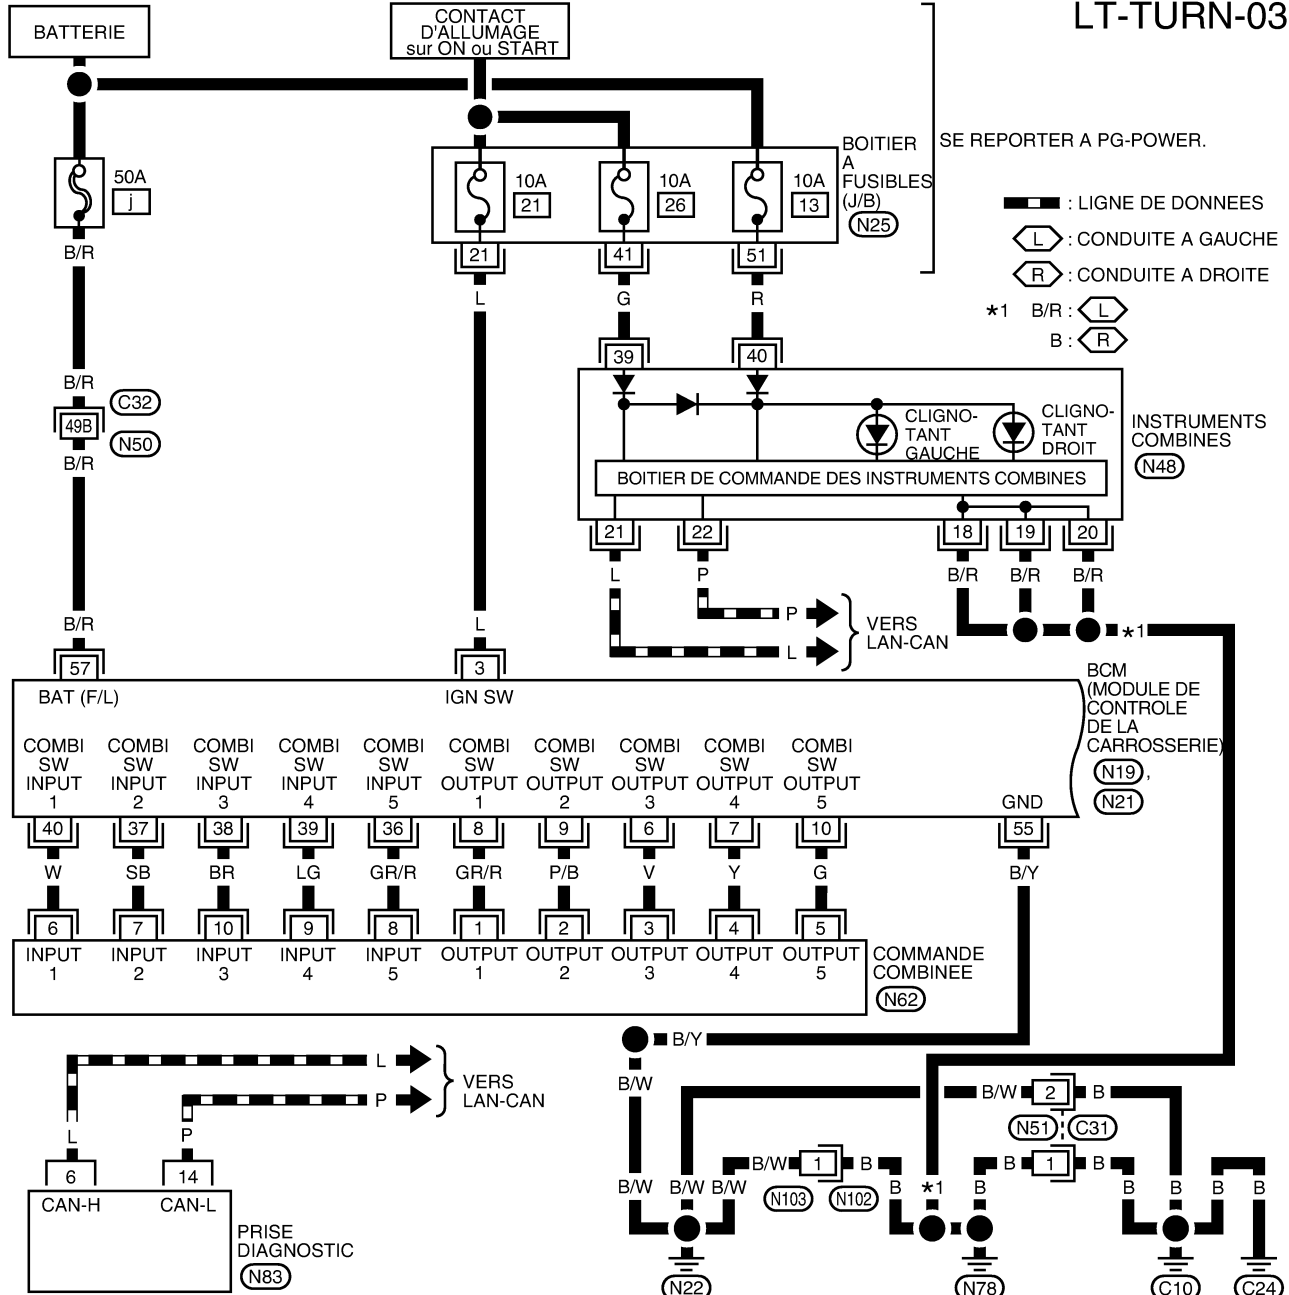 LT-TURN-03
BATTERIE
CONTACT
D'ALLUMAGE
sur ON ou START
SE REPORTER A PG-POWER.
50A
j
10A
21
10A
26
10A
13
BOITIER
A
FUSIBLES
(J/B)
N25
: LIGNE DE DONNEES
L : CONDUITE A GAUCHE
R : CONDUITE A DROITE
*1 B/R : L
B : R
21
41
51
B/R
L
G
R
39
40
B/R
C32
49B
N50
B/R
CLIGNO-
TANT
GAUCHE
CLIGNO-
TANT
DROIT
INSTRUMENTS
COMBINES
N48
BOITIER DE COMMANDE DES INSTRUMENTS COMBINES
21
22
18
19
20
L
P
B/R
B/R
B/R
P
L
VERS
LAN-CAN
*1
B/R
L
57
3
BAT (F/L)
IGN SW
BCM
(MODULE DE
CONTROLE
DE LA
CARROSSERIE)
N19 ,
N21
COMBI
SW
INPUT
1
COMBI
SW
INPUT
2
COMBI
SW
INPUT
3
COMBI
SW
INPUT
4
COMBI
SW
INPUT
5
COMBI
SW
OUTPUT
1
COMBI
SW
OUTPUT
2
COMBI
SW
OUTPUT
3
COMBI
SW
OUTPUT
4
COMBI
SW
OUTPUT
5
GND
40
37
38
39
36
8
9
6
7
10
55
W
SB
BR
LG
GR/R
GR/R
P/B
V
Y
G
B/Y
6
7
10
9
8
1
2
3
4
5
INPUT
1
INPUT
2
INPUT
3
INPUT
4
INPUT
5
OUTPUT
1
OUTPUT
2
OUTPUT
3
OUTPUT
4
OUTPUT
5
COMMANDE
COMBINEE
N62
B/Y
L
P
VERS
LAN-CAN
B/W
B/W
2
B
N51
C31
L
P
B/W
1
B
B
1
B
N103
N102
6
14
CAN-H
CAN-L
B/W
B/W
B/W
B
*1
B
B
B
B
B
PRISE
DIAGNOSTIC
N83
N22
N78
C10
C24